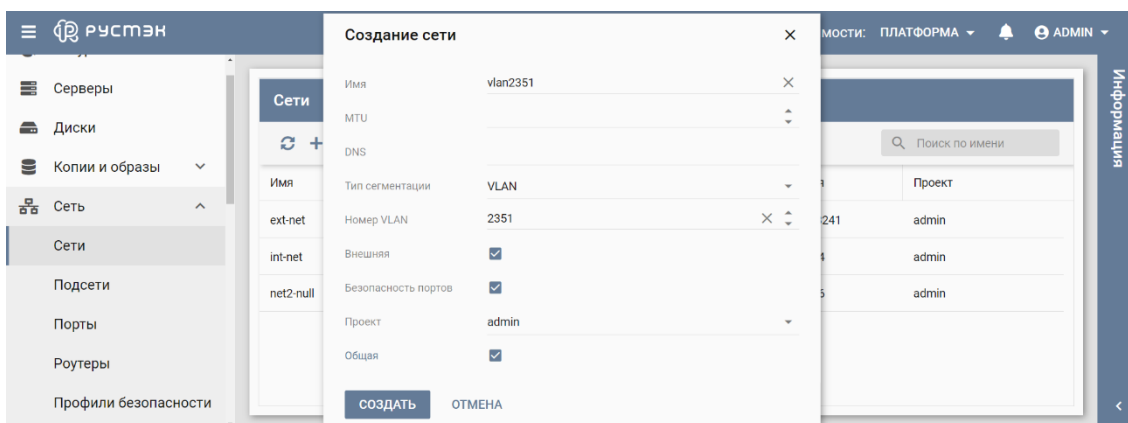 РУСТЭК
Создание сети
мости: ПЛАТФОРМА
ADMIN
Серверы
Диски
Копии и образы
Сеть
Сети
Подсети
Порты
Роутеры
Профили безопасности
Сети
Поиск по имени
Имя
Проект
ext-net
241
admin
int-net
4
admin
net2-null
admin
Имя
vlan2351
MTU
DNS
Тип сегментации
VLAN
Номер VLAN
2351
Внешняя
Безопасность портов
Проект
admin
Общая
СОЗДАТЬ
ОТМЕНА
Информация